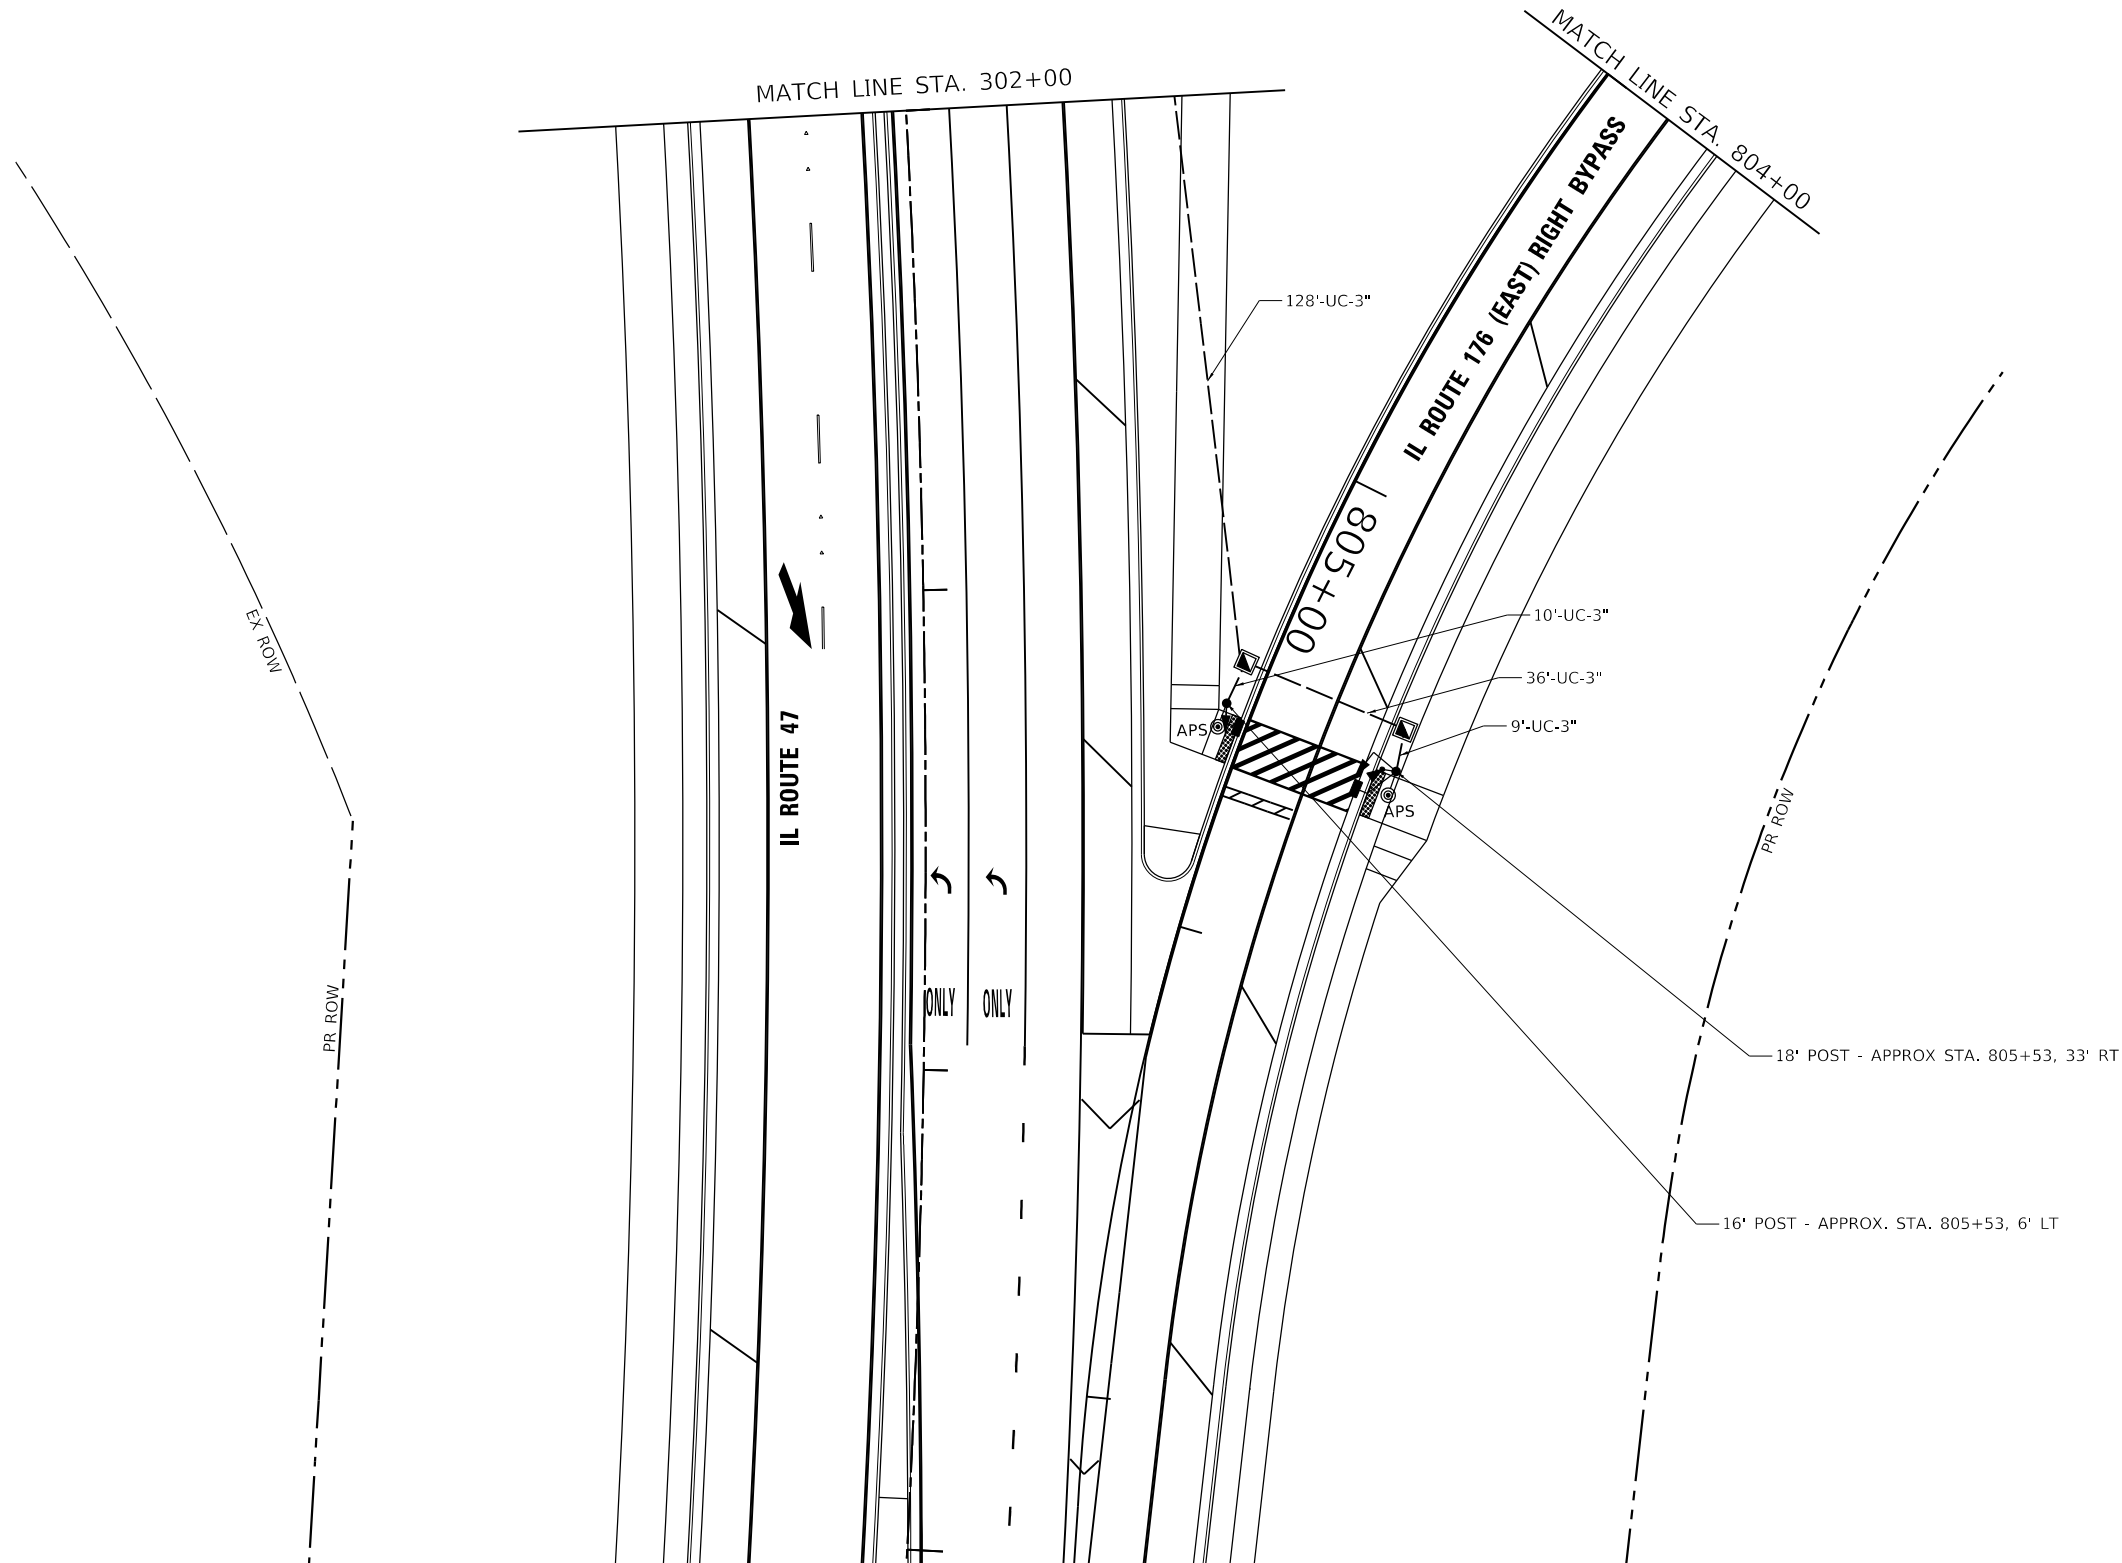 MATCH LINE STA. 302+00
MATCH LINE STA. 804+00
IL ROUTE 176 (EAST) RIGHT BYPASS
128'-UC-3"
805+00
10'-UC-3"
36'-UC-3"
9'-UC-3"
EX ROW
IL ROUTE 47
APS
APS
PR ROW
PR ROW
ONLY
ONLY
18' POST - APPROX STA. 805+53, 33' RT
16' POST - APPROX. STA. 805+53, 6' LT